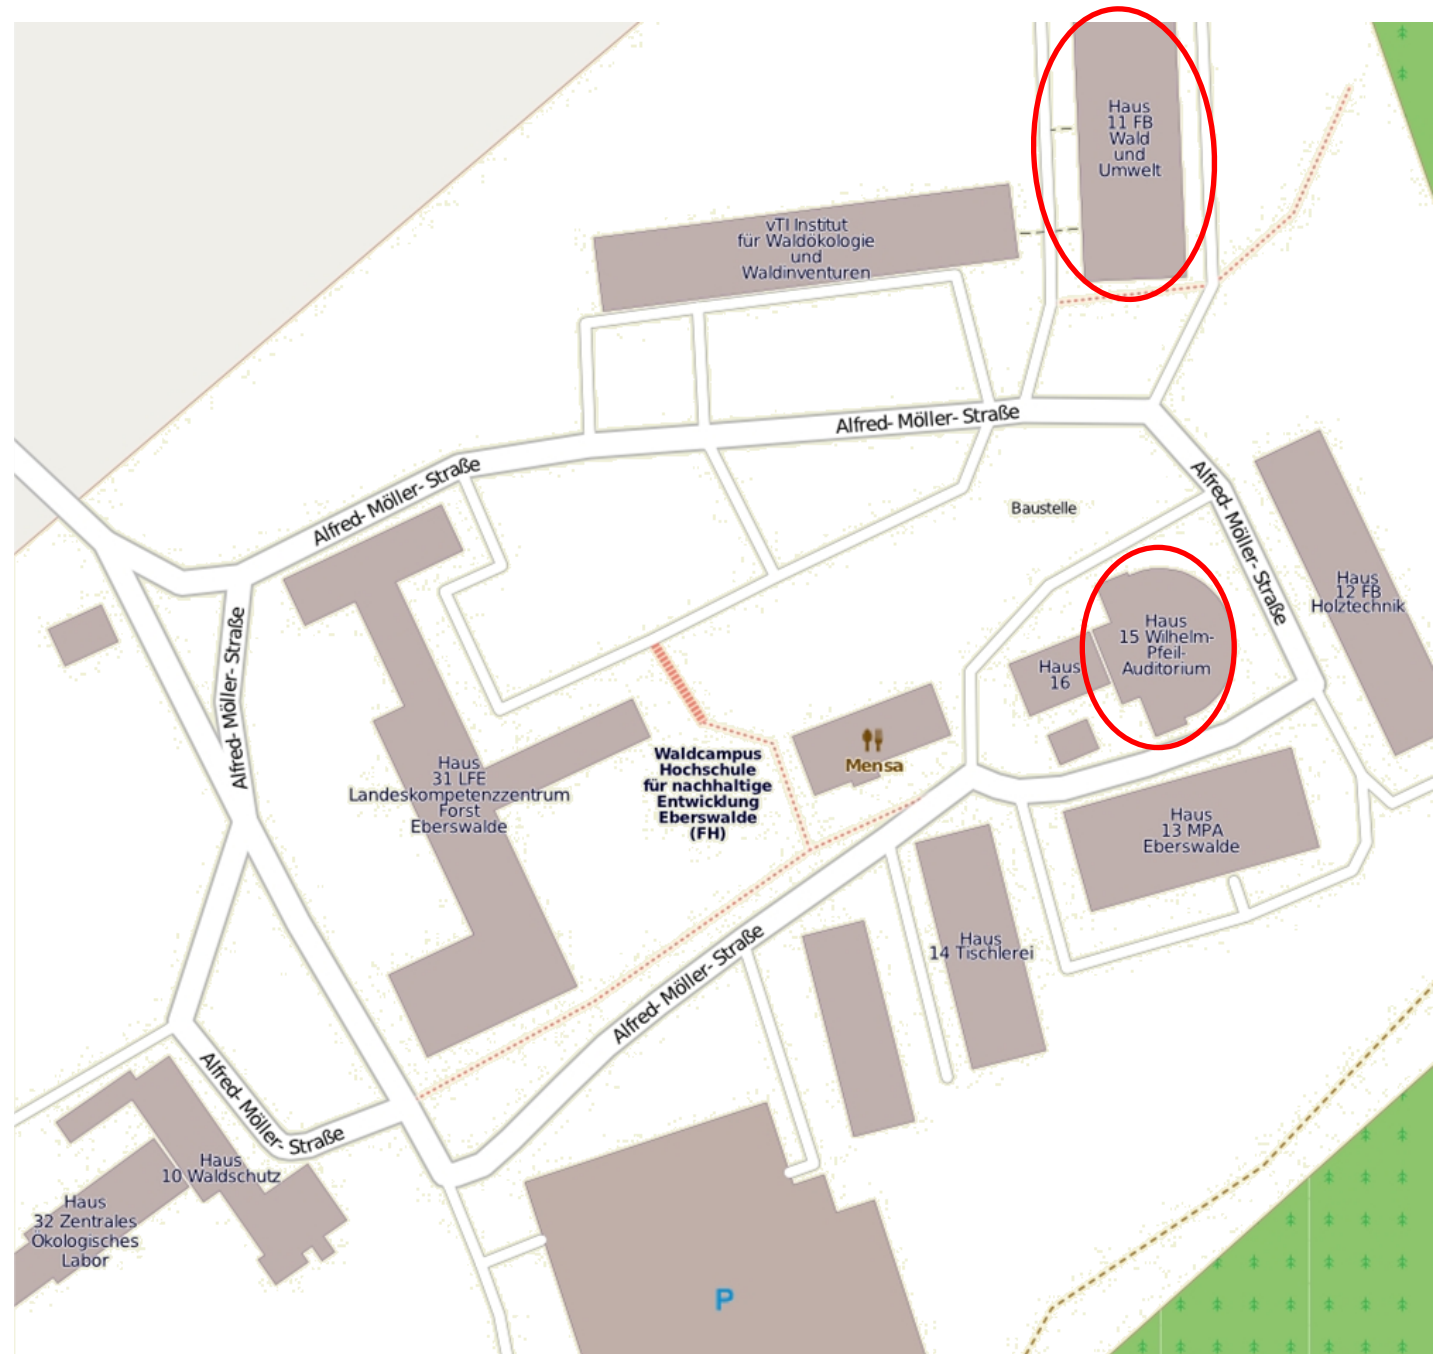 Haus
11 FB
Wald
und
Umwelt
vTI Institut
für Waldökologie
und
Waldinventuren
Alfred- Möller- Straße
Alfred- Möller- Straße
Alfred- Möller- Straße
Baustelle
Haus
12 FB
Holztechnik
Haus
15 Wilhelm-
Pfeil-
Auditorium
Haus
16
Alfred- Möller- Straße
Mensa
Waldcampus
Hochschule
für nachhaltige
Entwicklung
Eberswalde
(FH)
Haus
31 LFE
Landeskompetenzzentrum
Forst
Eberswalde
Haus
13 MPA
Eberswalde
Haus
14 Tischlerei
Alfred- Möller- Straße
Alfred- Möller- Straße
Haus
10 Waldschutz
Haus
32 Zentrales
Ökologisches
Labor
P